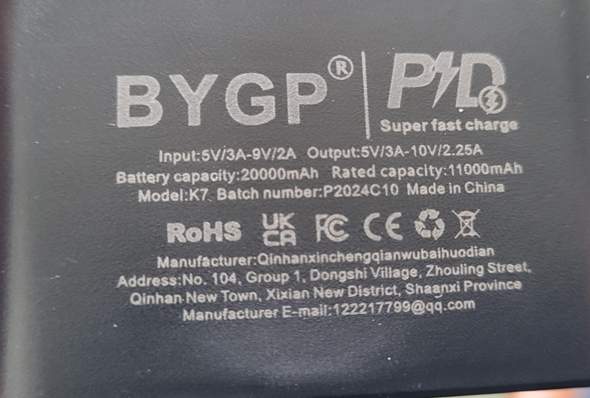 BYGP® PD
Super fast charge
Input:5V/3A-9V/2A Output:5V/3A-10V/2.25A
Battery capacity:20000mAh Rated capacity:11000mAh
Model:K7 Batch number:P2024C10 Made in China
RoHS UK CA FC CE
Manufacturer:Qinhanxinchengqianwubaihuodian
Address:No. 104, Group 1, Dongshi Village, Zhouling Street,
Qinhan New Town, Xixian New District, Shaanxi Province
Manufacturer E-mail:122217799@qq.com